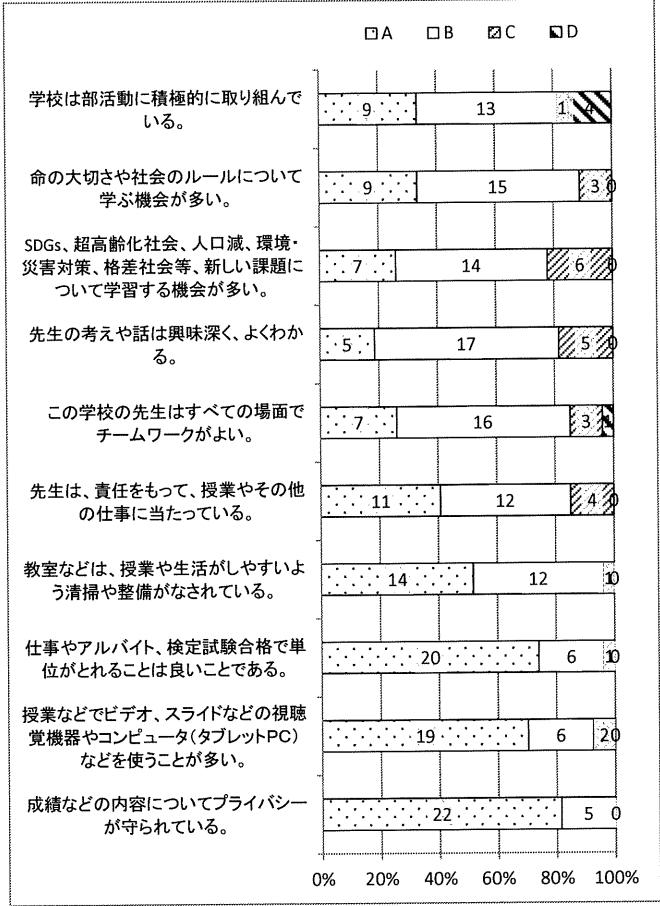 A B C D
学校は部活動に積極的に取り組んで
いる。
9 13 1 4
命の大切さや社会のルールについて
学ぶ機会が多い。
9 15 3 0
SDGs、超高齢化社会、人口減、環境・
災害対策、格差社会等、新しい課題に
ついて学習する機会が多い。
7 14 6 0
先生の考えや話は興味深く、よくわか
る。
5 17 5 0
この学校の先生はすべての場面で
チームワークがよい。
7 16 3 1
先生は、責任をもって、授業やその他
の仕事に当たっている。
11 12 4 0
教室などは、授業や生活がしやすいよ
う清掃や整備がなされている。
14 12 1 0
仕事やアルバイト、検定試験合格で単
位がとれることは良いことである。
20 6 1 0
授業などでビデオ、スライドなどの視聴
覚機器やコンピュータ(タブレットPC)
などを使うことが多い。
19 6 2 0
成績などの内容についてプライバシー
が守られている。
22 5 0
0% 20% 40% 60% 80% 100%